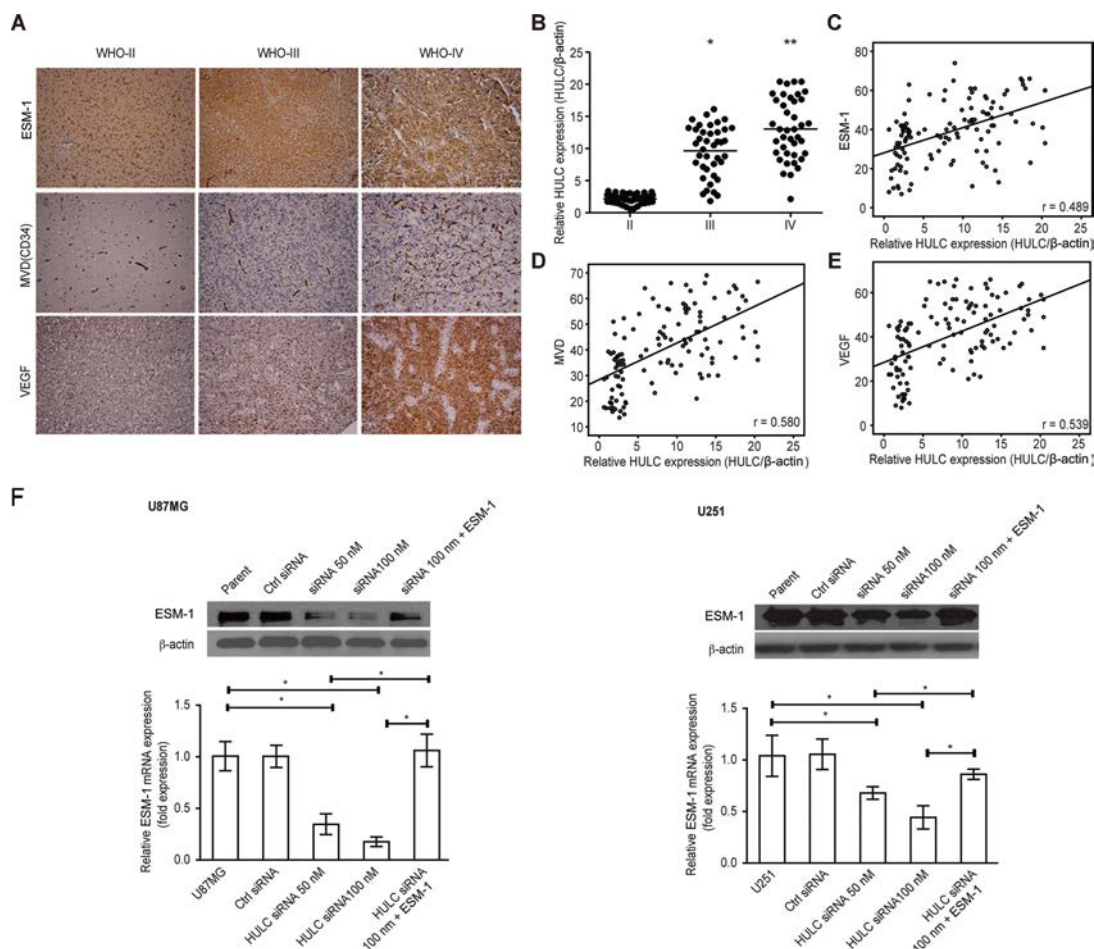 A
WHO-II
WHO-III
WHO-IV
ESM-1
MVD(CD34)
VEGF
B
Relative HULC expression (HULC/β-actin)
25
20
15
10
5
0
*
**
II
III
IV
C
ESM-1
80
60
40
20
0
r = 0.489
0
5
10
15
20
25
Relative HULC expression (HULC/β-actin)
D
MVD
70
60
50
40
30
20
10
r = 0.580
0
5
10
15
20
25
Relative HULC expression (HULC/β-actin)
E
VEGF
80
60
40
20
0
r = 0.539
0
5
10
15
20
25
Relative HULC expression (HULC/β-actin)
F
U87MG
Parent
Ctrl siRNA
siRNA 50 nM
siRNA100 nM
siRNA 100 nm + ESM-1
ESM-1
β-actin
Relative ESM-1 mRNA expression
(fold expression)
1.5
1.0
0.5
0.0
*
*
*
*
U87MG
Ctrl siRNA
HULC siRNA 50 nM
HULC siRNA100 nM
HULC siRNA
100 nm + ESM-1
U251
Parent
Ctrl siRNA
siRNA 50 nM
siRNA100 nM
siRNA 100 nm + ESM-1
ESM-1
β-actin
Relative ESM-1 mRNA expression
(fold expression)
1.5
1.0
0.5
0.0
*
*
*
*
U251
Ctrl siRNA
HULC siRNA 50 nM
HULC siRNA 100 nM
HULC siRNA
100 nm + ESM-1